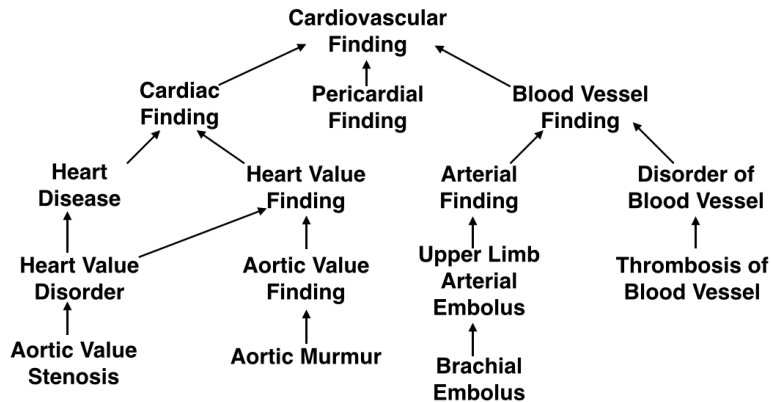 Cardiovascular
Finding
Cardiac
Finding
Pericardial
Finding
Blood Vessel
Finding
Heart
Disease
Heart Value
Finding
Arterial
Finding
Disorder of
Blood Vessel
Heart Value
Disorder
Aortic Value
Finding
Upper Limb
Arterial
Embolus
Thrombosis of
Blood Vessel
Aortic Value
Stenosis
Aortic Murmur
Brachial
Embolus